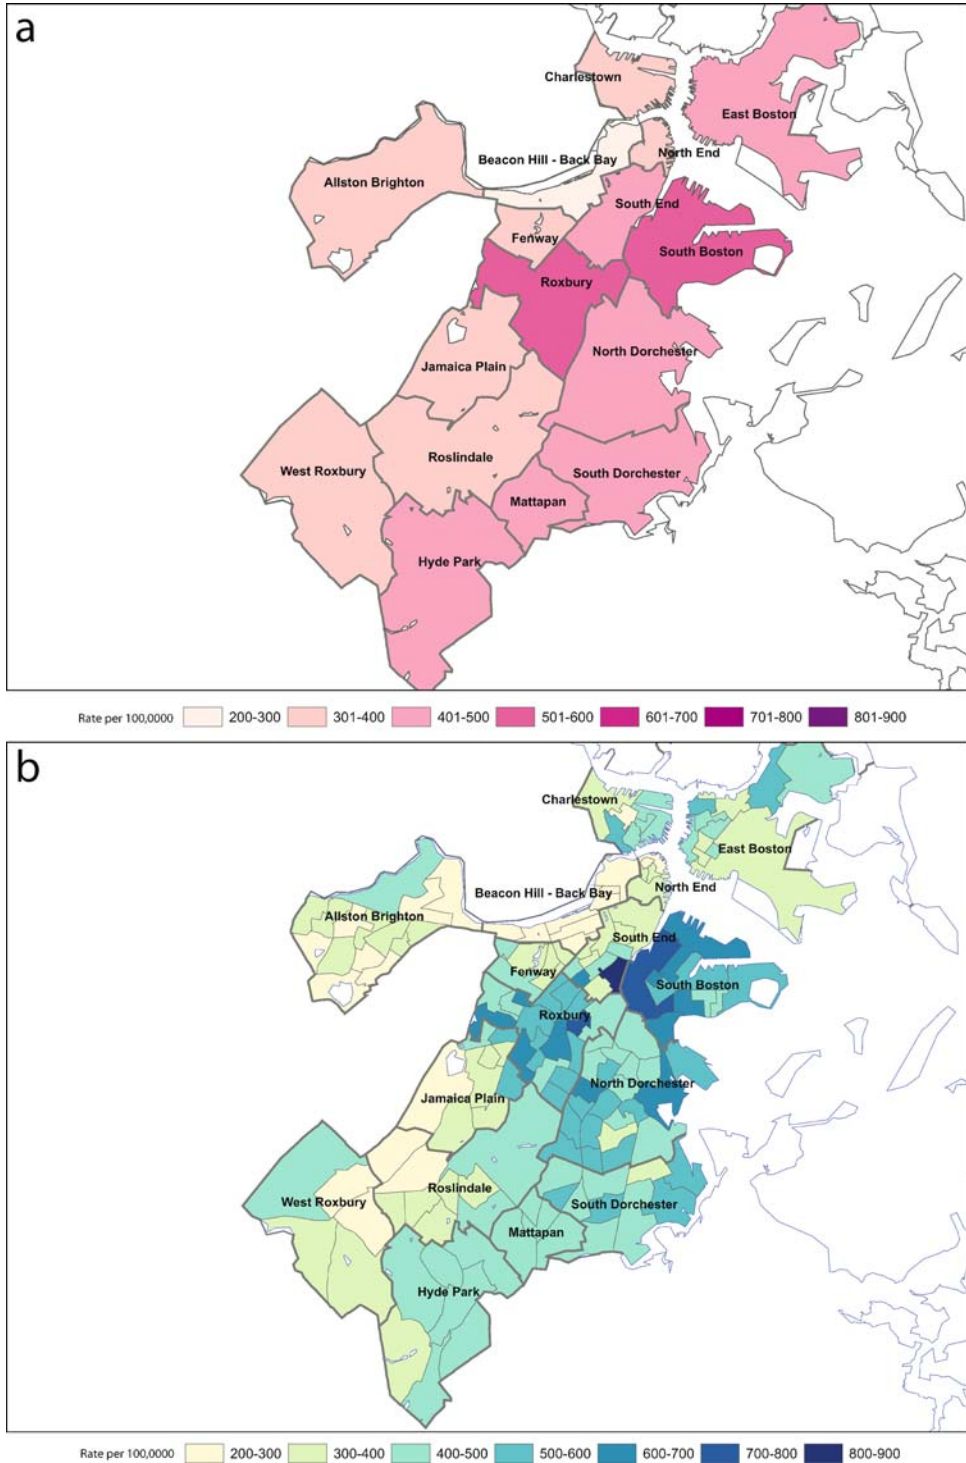 a
Charlestown
East Boston
Beacon Hill - Back Bay
North End
Allston Brighton
South End
Fenway
South Boston
Roxbury
North Dorchester
Jamaica Plain
Roslindale
West Roxbury
South Dorchester
Mattapan
Hyde Park
Rate per 100,0000 200-300 301-400 401-500 501-600 601-700 701-800 801-900
b
Charlestown
East Boston
Beacon Hill - Back Bay
North End
Allston Brighton
South End
Fenway
South Boston
Roxbury
North Dorchester
Jamaica Plain
Roslindale
West Roxbury
South Dorchester
Mattapan
Hyde Park
Rate per 100,0000 200-300 300-400 400-500 500-600 600-700 700-800 800-900